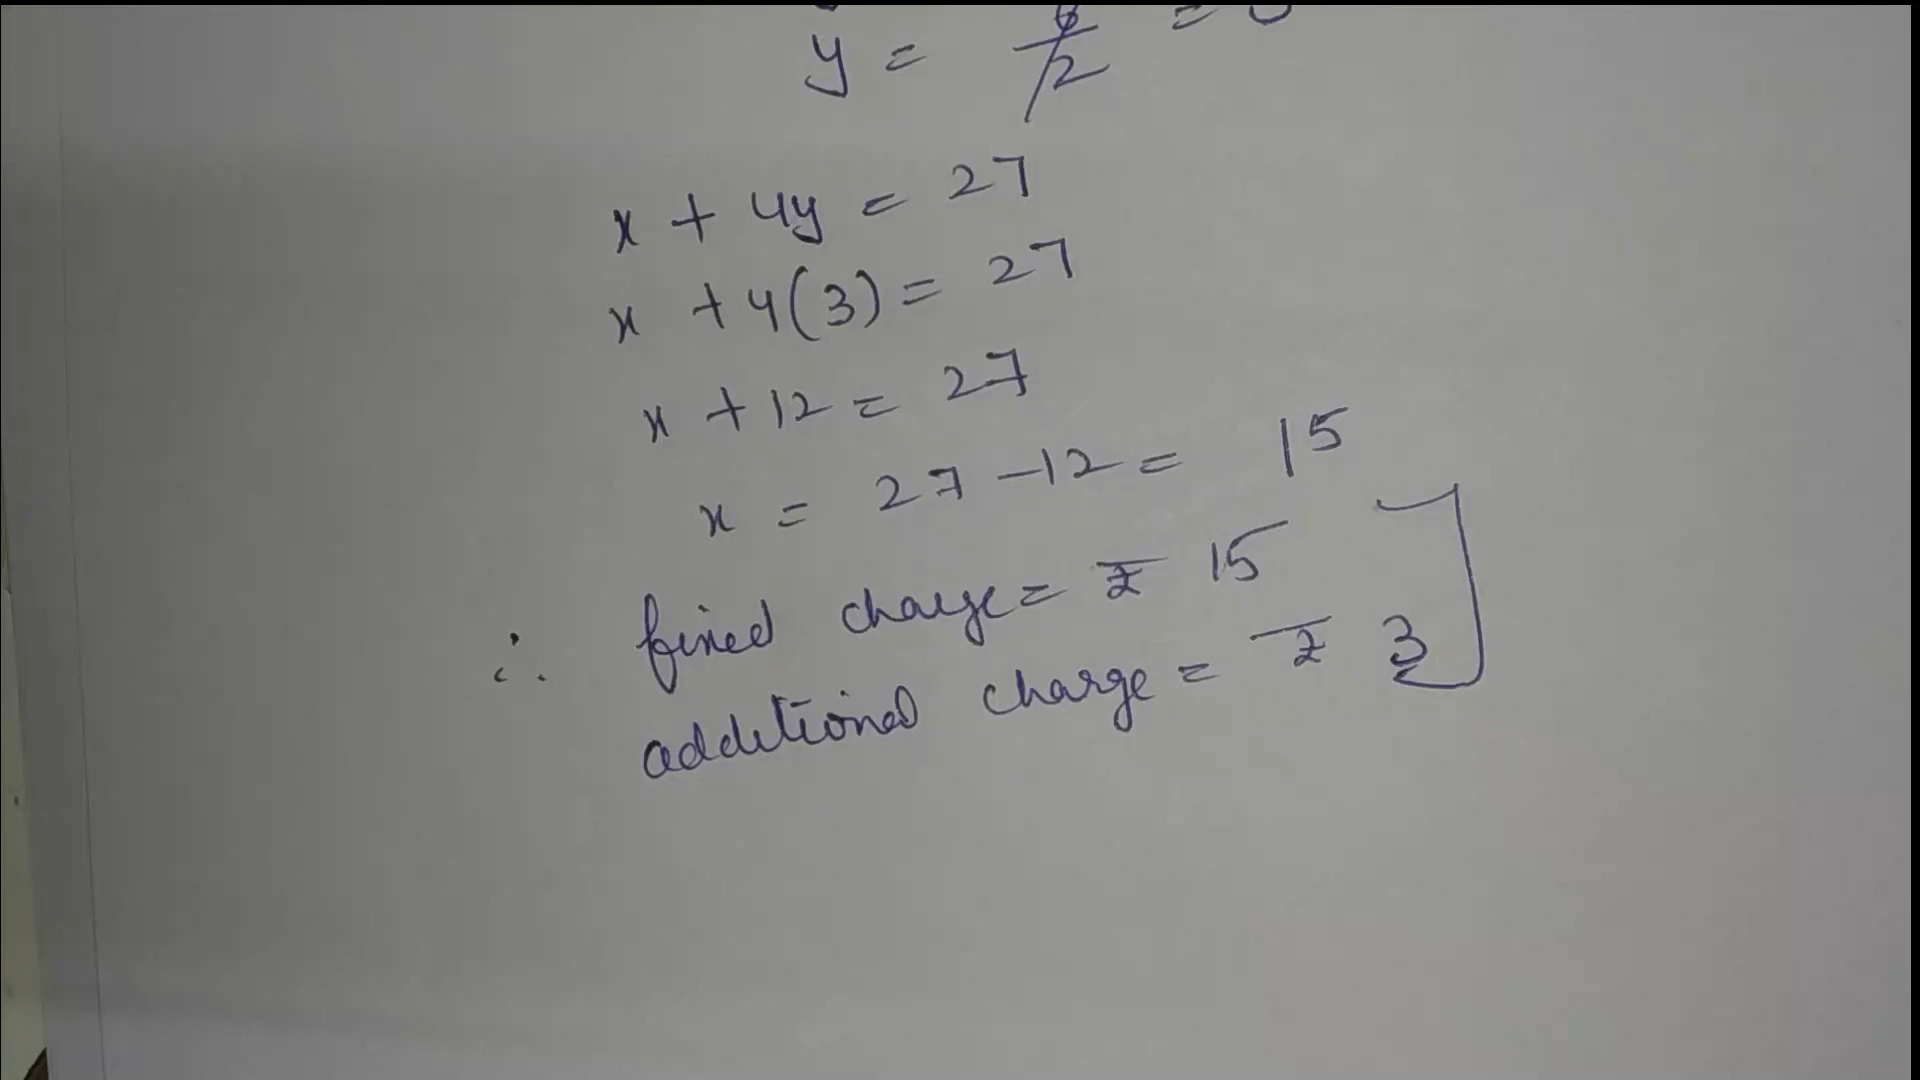 y = 6/2 = 3
x + 4y = 27
x + 4(3) = 27
x + 12 = 27
x = 27 - 12 = 15
∴ fixed charge = ₹ 15
additional charge = ₹ 3